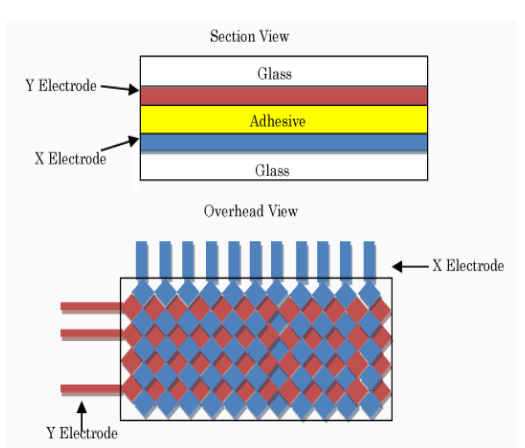 Section View
Glass
Y Electrode
Adhesive
X Electrode
Glass
Overhead View
X Electrode
Y Electrode